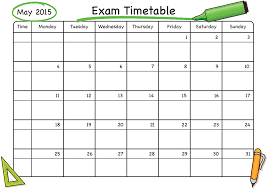 May 2015
Exam Timetable
Time Monday Tuesday Wednesday Thursday Friday Saturday Sunday
1 2 3
4 5 6 7 8 9 10
11 12 13 14 15 16 17
18 19 20 21 22 23 24
25 26 27 28 29 30 31